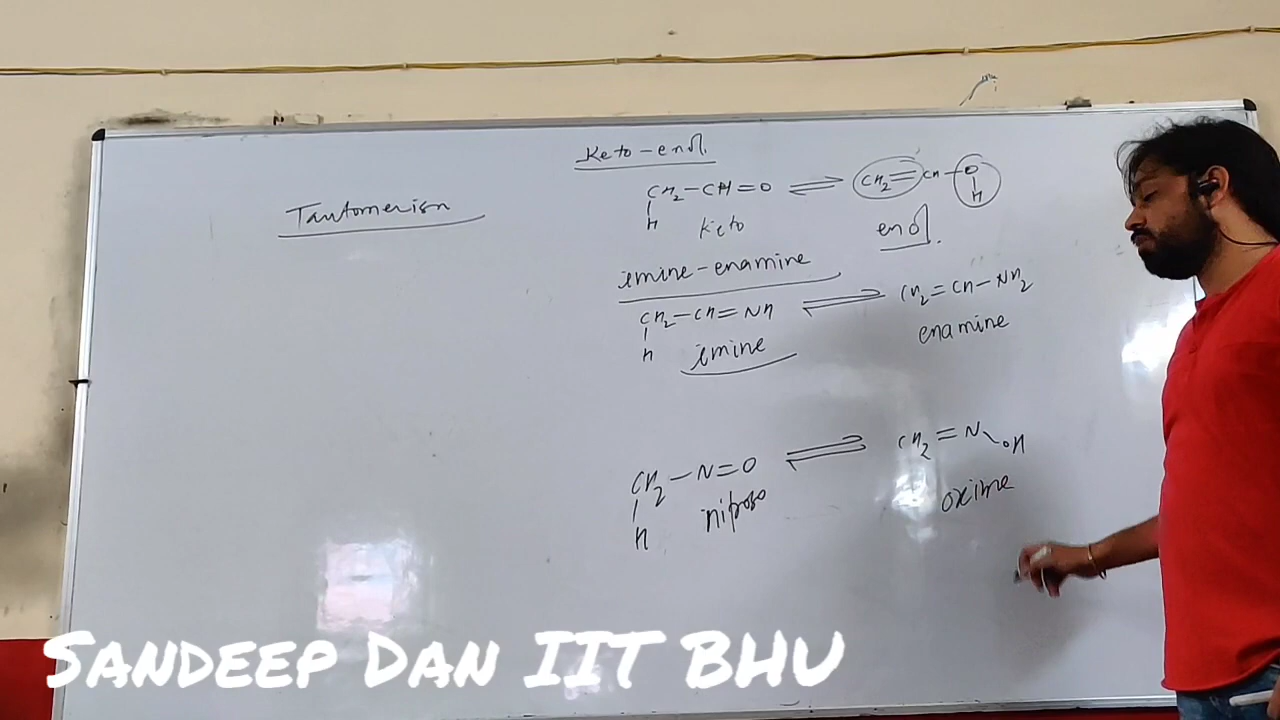 Keto-enol.
Tautomerism
CH2-CH=O ⇌ CH2=CH-O
H
H
Keto
enol.
imine-enamine
CH2-CH=NH ⇌ CH2=CH-NH2
H
imine
enamine
CH2-N=O ⇌ CH2=N-OH
H
nitroso
oxime
SANDEEP DAN IIT BHU